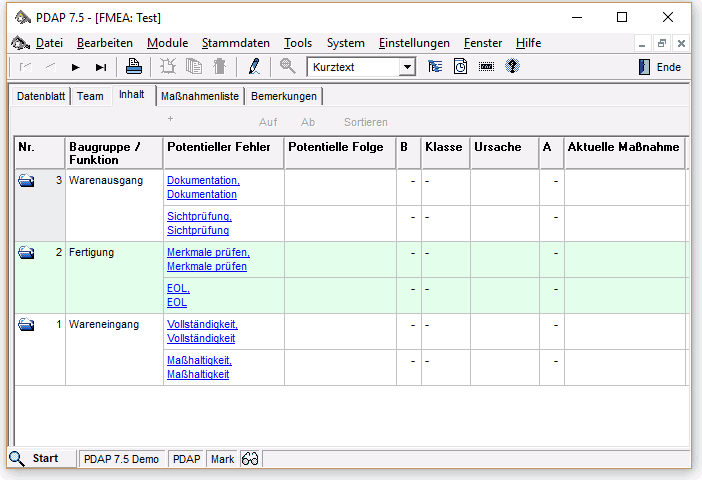 PDAP 7.5 - [FMEA: Test]
Datei Bearbeiten Module Stammdaten Tools System Einstellungen Fenster Hilfe
Kurztext Ende
Datenblatt Team Inhalt Maßnahmenliste Bemerkungen
+ Auf Ab Sortieren
Nr. Baugruppe / Potentieller Fehler Potentielle Folge B Klasse Ursache A Aktuelle Maßnahme
Funktion
3 Warenausgang Dokumentation, - - -
Dokumentation
Sichtprüfung, - - -
Sichtprüfung
2 Fertigung Merkmale prüfen, - - -
Merkmale prüfen
EOL, - - -
EOL
1 Wareneingang Vollständigkeit, - - -
Vollständigkeit
Maßhaltigkeit, - - -
Maßhaltigkeit
Start PDAP 7.5 Demo PDAP Mark